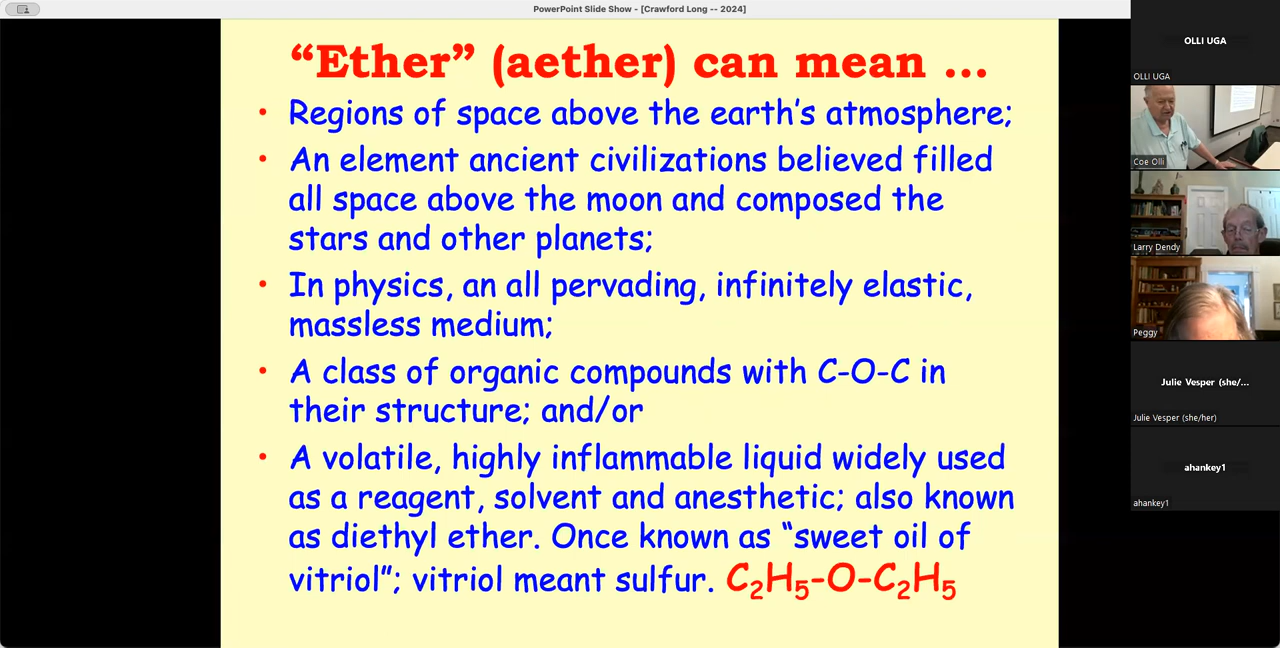 PowerPoint Slide Show - [Crawford Long -- 2024]
“Ether” (aether) can mean ...
• Regions of space above the earth’s atmosphere;
• An element ancient civilizations believed filled
all space above the moon and composed the
stars and other planets;
• In physics, an all pervading, infinitely elastic,
massless medium;
• A class of organic compounds with C-O-C in
their structure; and/or
• A volatile, highly inflammable liquid widely used
as a reagent, solvent and anesthetic; also known
as diethyl ether. Once known as “sweet oil of
vitriol”; vitriol meant sulfur. C₂H₅-O-C₂H₅
OLLI UGA
OLLI UGA
Coe Olli
Larry Dendy
Peggy
Julie Vesper (she/...
Julie Vesper (she/her)
ahankey1
ahankey1